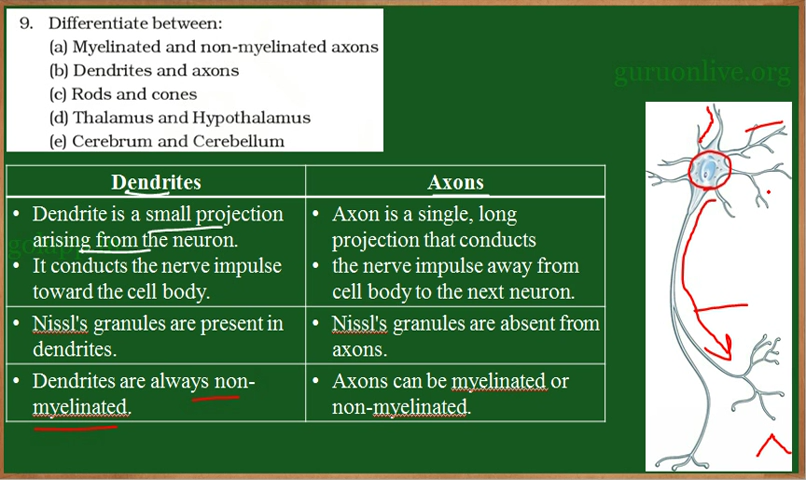 9. Differentiate between:
(a) Myelinated and non-myelinated axons
(b) Dendrites and axons
(c) Rods and cones
(d) Thalamus and Hypothalamus
(e) Cerebrum and Cerebellum
guruonlive.org
Dendrites
Axons
• Dendrite is a small projection
arising from the neuron.
• It conducts the nerve impulse
toward the cell body.
• Axon is a single, long
projection that conducts
• the nerve impulse away from
cell body to the next neuron.
• Nissl's granules are present in
dendrites.
• Nissl's granules are absent from
axons.
• Dendrites are always non-
myelinated.
• Axons can be myelinated or
non-myelinated.